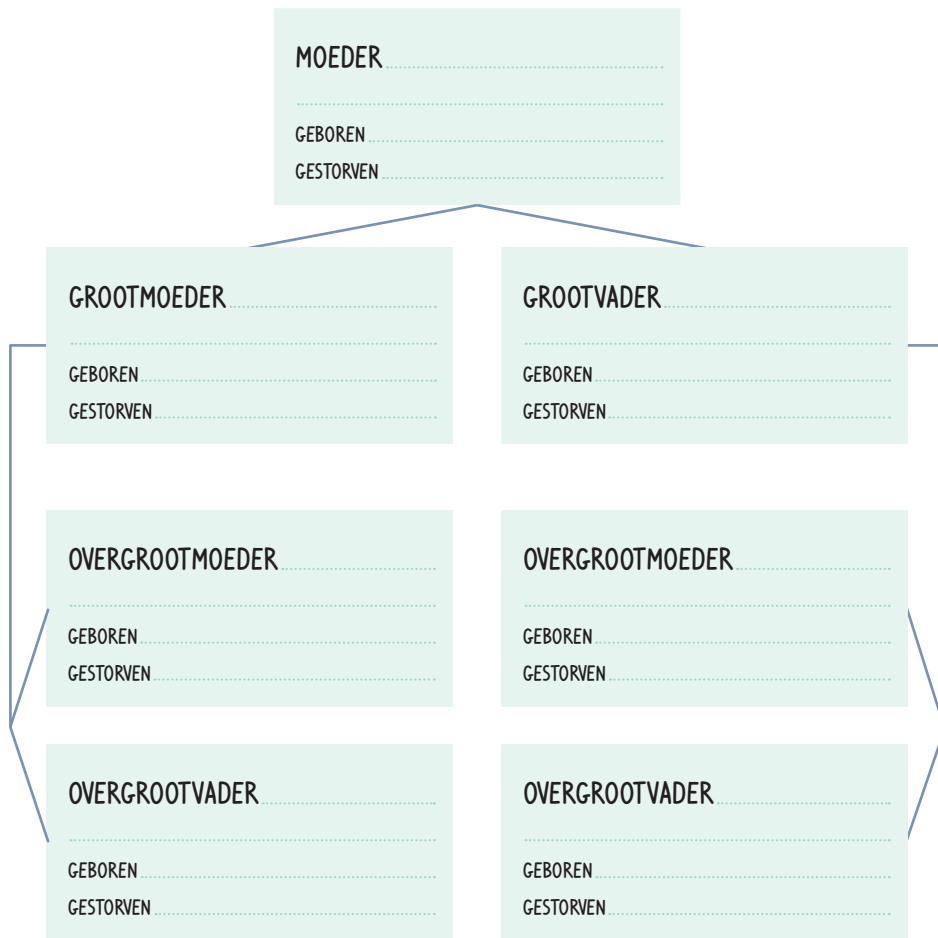 MOEDER
GEBOREN
GESTORVEN
GROOTMOEDER
GEBOREN
GESTORVEN
GROOTVADER
GEBOREN
GESTORVEN
OVERGROOTMOEDER
GEBOREN
GESTORVEN
OVERGROOTMOEDER
GEBOREN
GESTORVEN
OVERGROOTVADER
GEBOREN
GESTORVEN
OVERGROOTVADER
GEBOREN
GESTORVEN